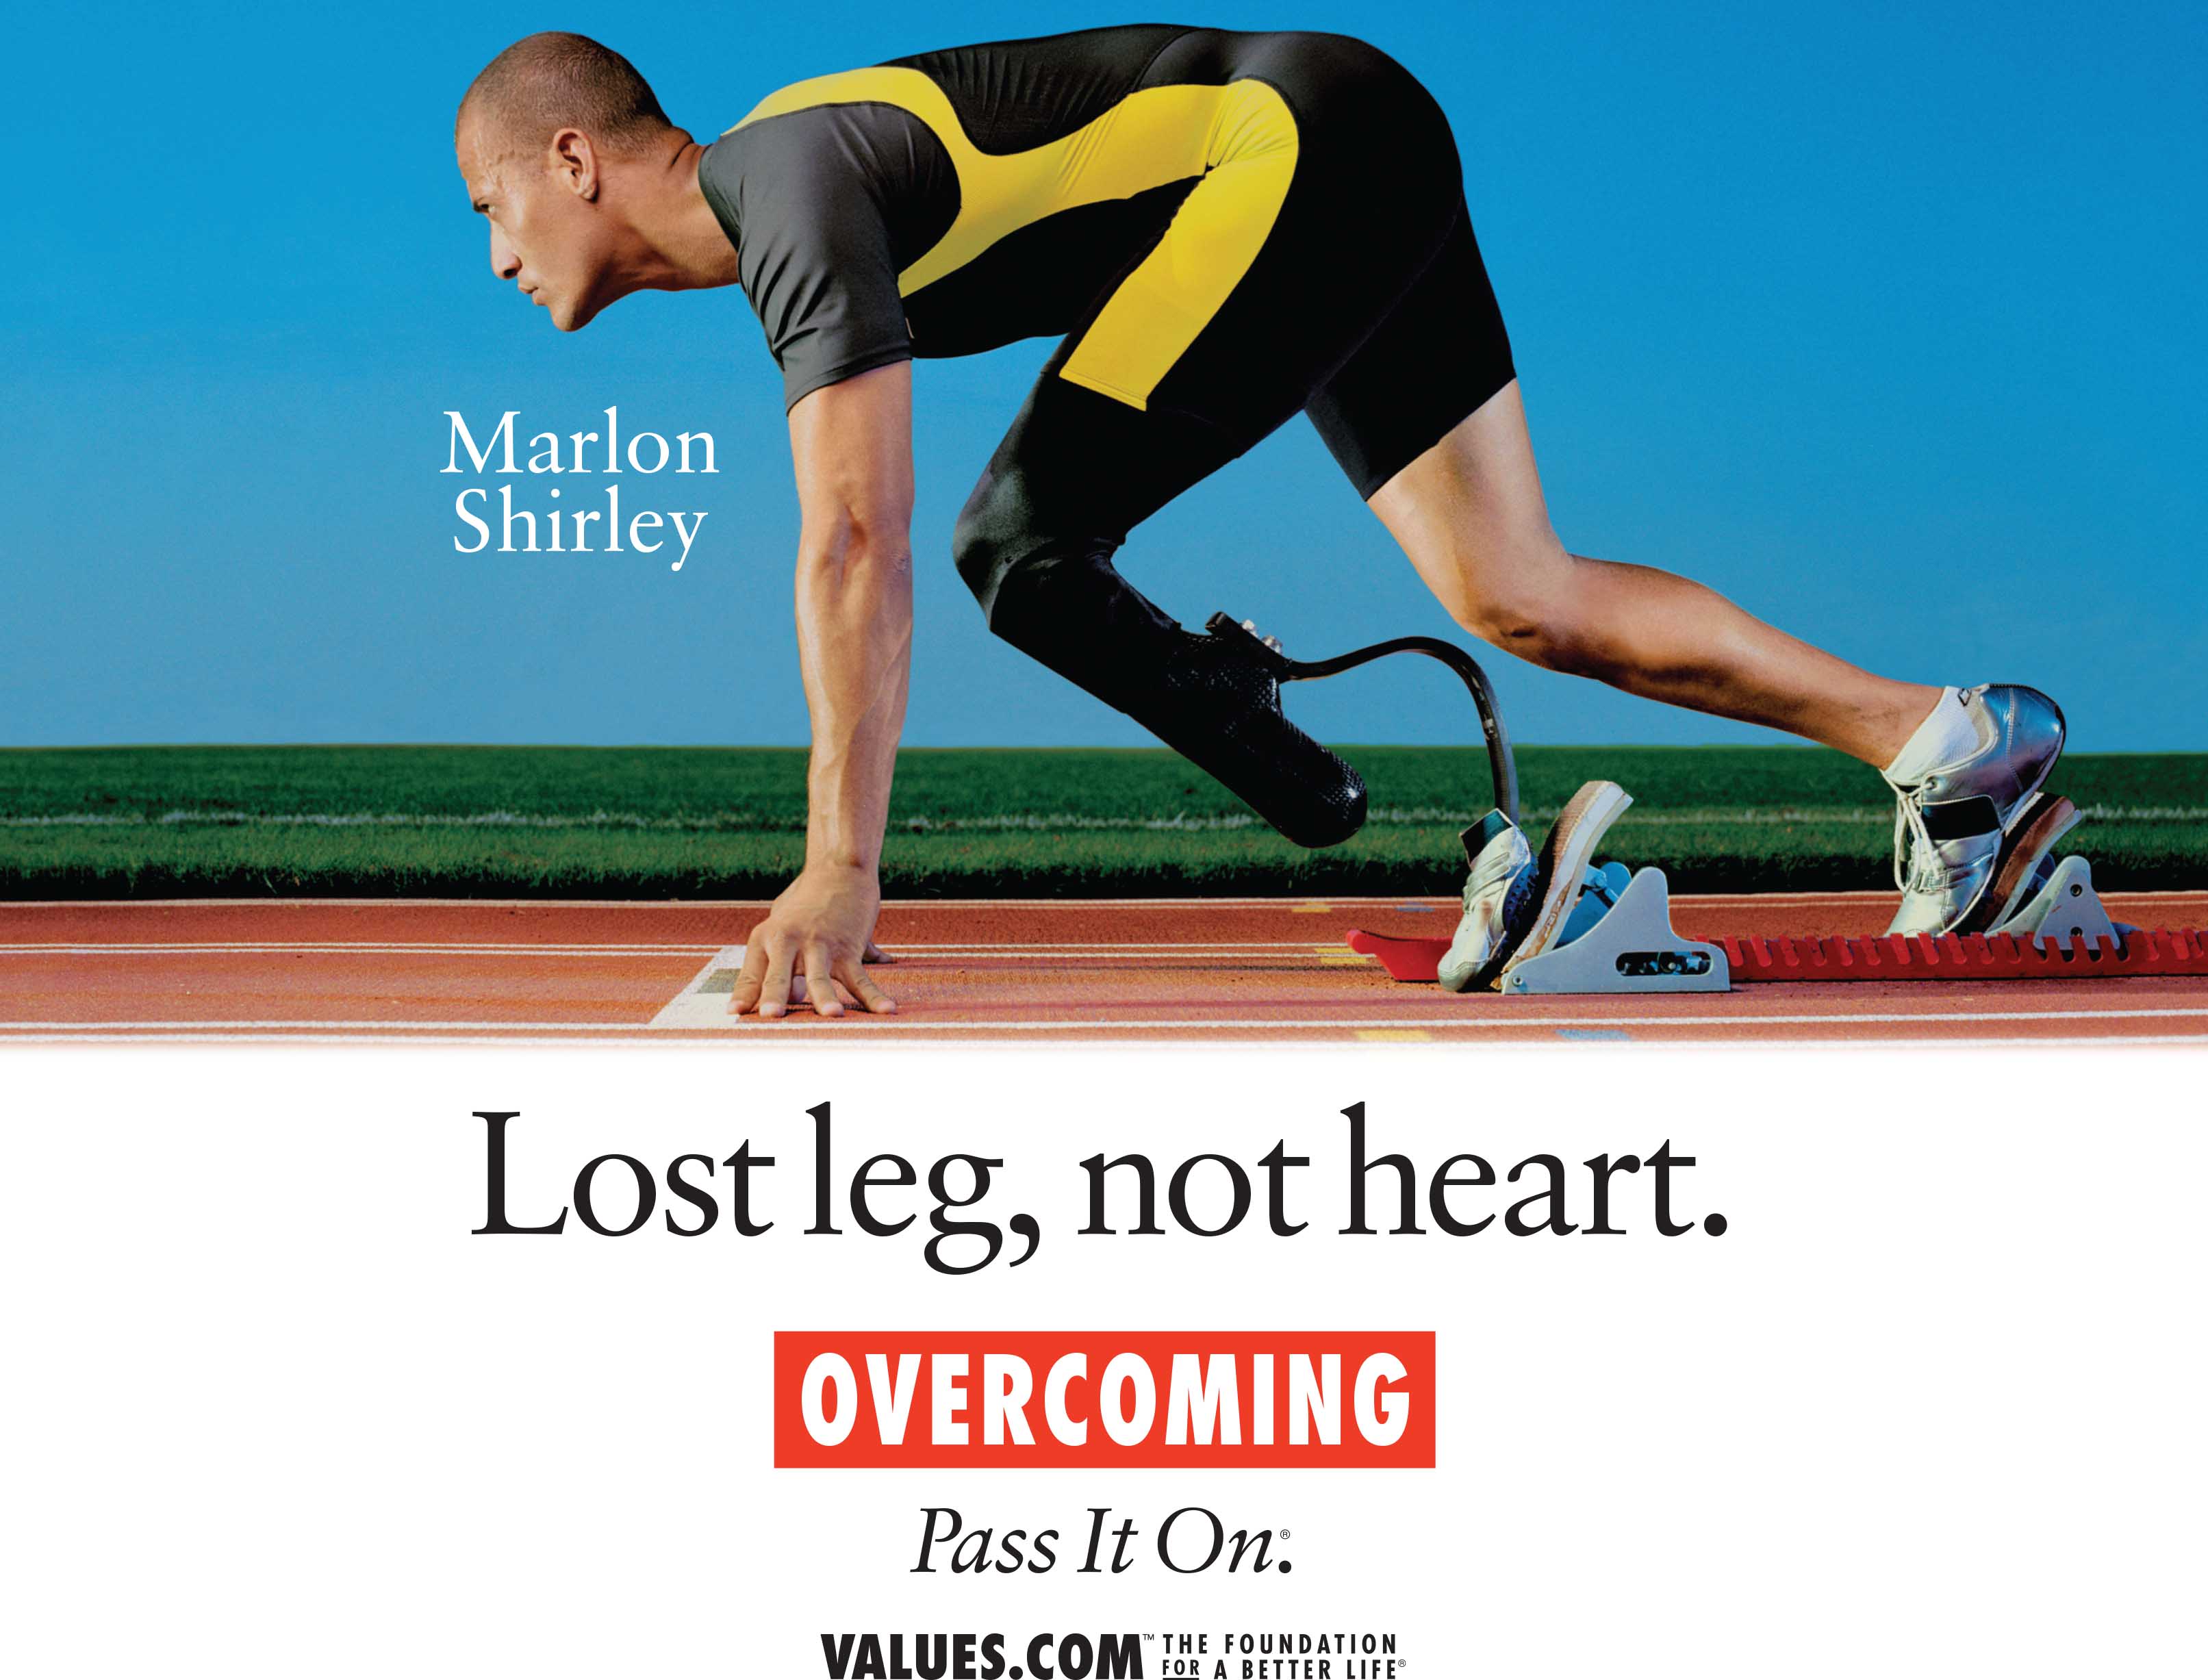 Marlon
Shirley
Lost leg, not heart.
OVERCOMING
Pass It On.®
VALUES.COM™ THE FOUNDATION
FOR A BETTER LIFE®